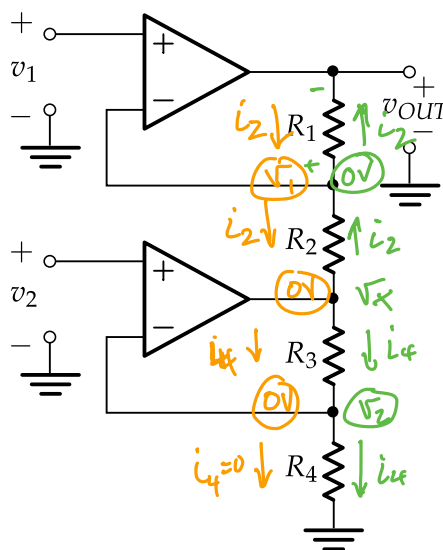 + +
v1 − − +
− i2 R1 i2 vOUT
v1 + 0V −
i2 R2 i2
+ +
v2 − 0V vx
− i4 R3 i4
0V v2
i4=0 R4 i4